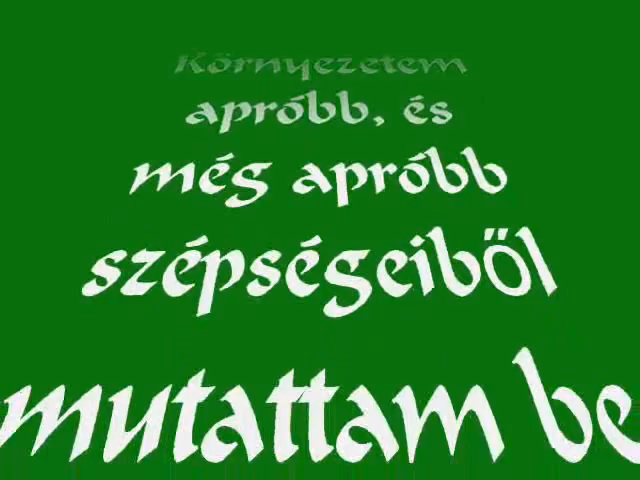 Környezetem
apróbb, és
még apróbb
szépségeiből
mutattam be